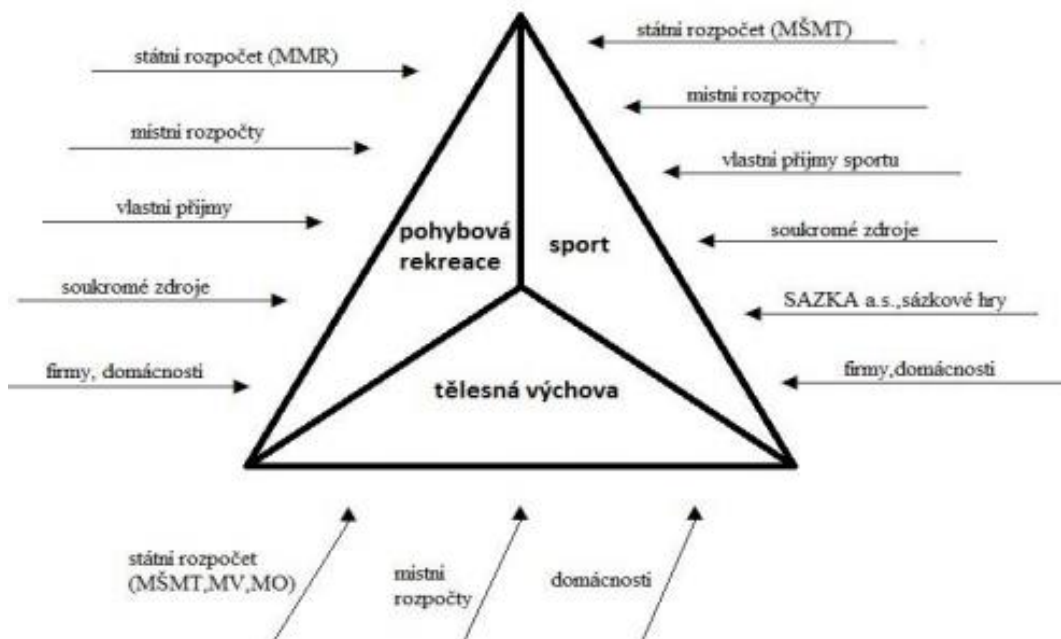 státní rozpočet (MMR)
místní rozpočty
vlastní příjmy
soukromé zdroje
firmy, domácnosti
státní rozpočet (MŠMT)
místní rozpočty
vlastní příjmy sportu
soukromé zdroje
SAZKA a.s.,sázkové hry
firmy,domácnosti
pohybová
rekreace
sport
tělesná výchova
státní rozpočet
(MŠMT,MV,MO)
místní
rozpočty
domácnosti